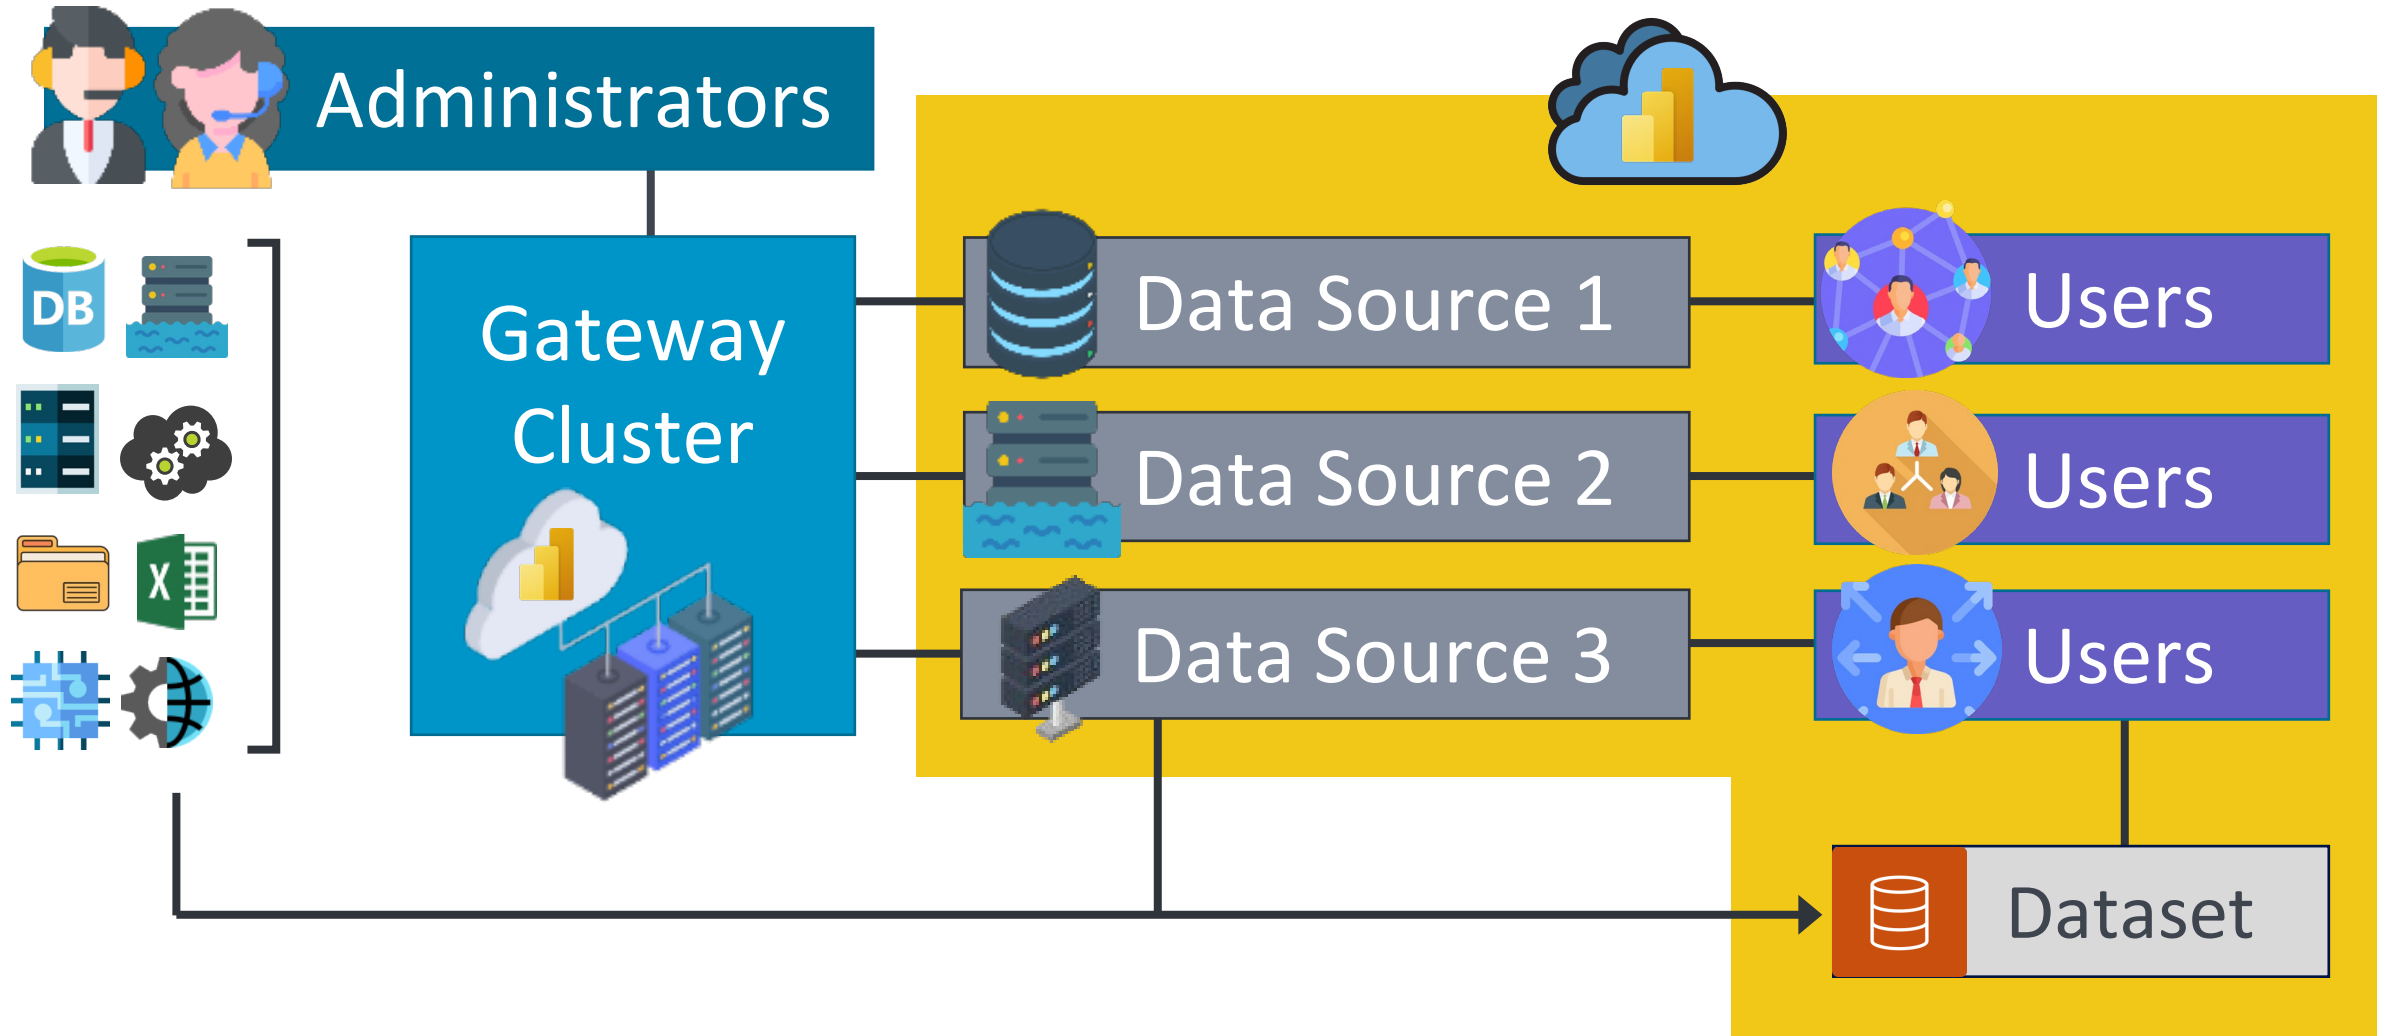 Administrators
DB
X
Gateway
Cluster
Data Source 1
Users
Data Source 2
Users
Data Source 3
Users
Dataset